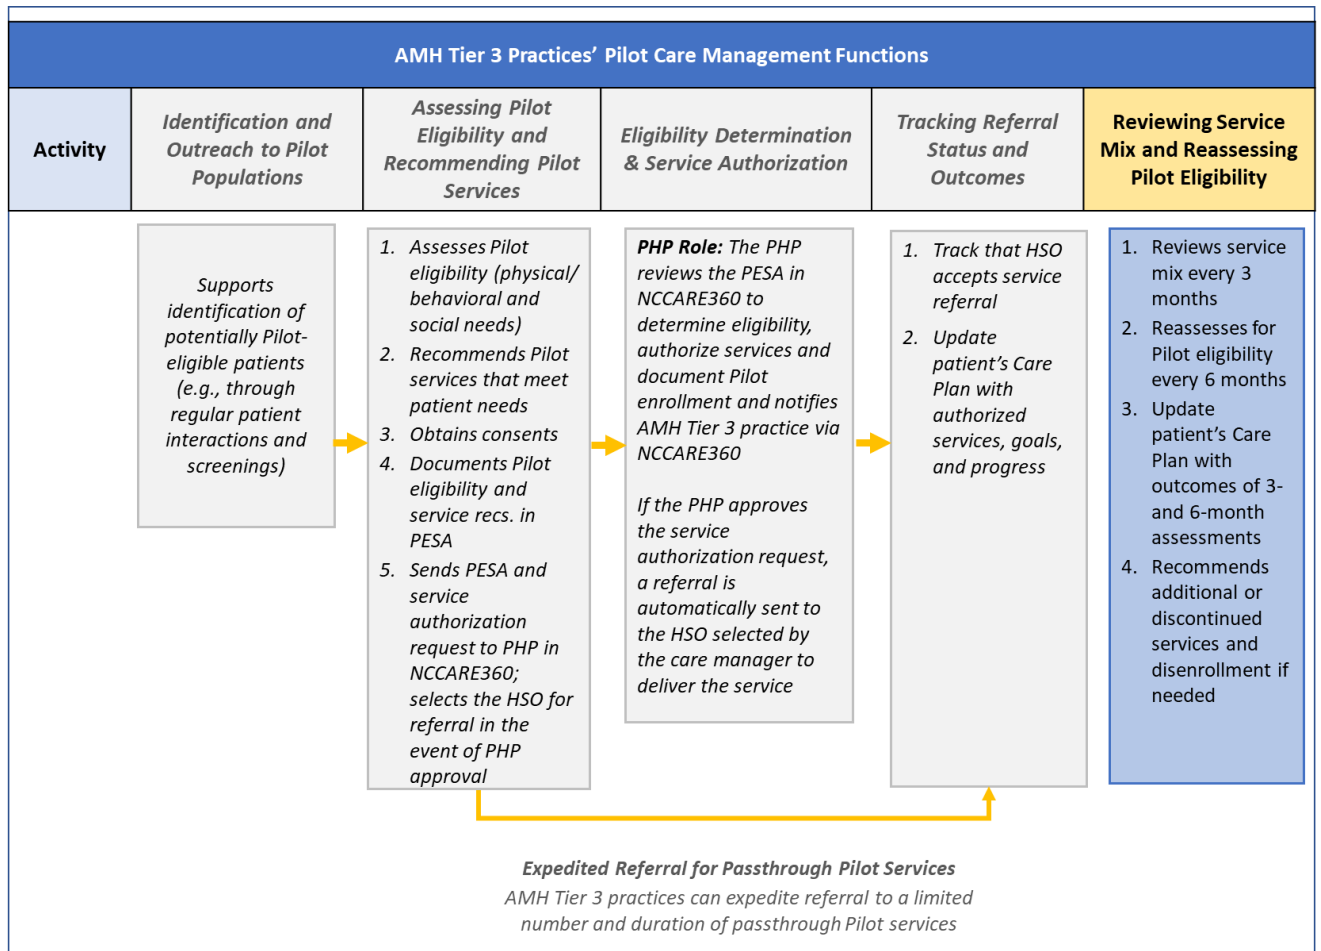 AMH Tier 3 Practices’ Pilot Care Management Functions
Activity
Identification and
Outreach to Pilot
Populations
Assessing Pilot
Eligibility and
Recommending Pilot
Services
Eligibility Determination
& Service Authorization
Tracking Referral
Status and
Outcomes
Reviewing Service
Mix and Reassessing
Pilot Eligibility
Supports
identification of
potentially Pilot-
eligible patients
(e.g., through
regular patient
interactions and
screenings)
1. Assesses Pilot
eligibility (physical/
behavioral and
social needs)
2. Recommends Pilot
services that meet
patient needs
3. Obtains consents
4. Documents Pilot
eligibility and
service recs. in
PESA
5. Sends PESA and
service
authorization
request to PHP in
NCCARE360;
selects the HSO for
referral in the
event of PHP
approval
PHP Role: The PHP
reviews the PESA in
NCCARE360 to
determine eligibility,
authorize services and
document Pilot
enrollment and notifies
AMH Tier 3 practice via
NCCARE360
If the PHP approves
the service
authorization request,
a referral is
automatically sent to
the HSO selected by
the care manager to
deliver the service
1. Track that HSO
accepts service
referral
2. Update
patient’s Care
Plan with
authorized
services, goals,
and progress
1. Reviews service
mix every 3
months
2. Reassesses for
Pilot eligibility
every 6 months
3. Update
patient’s Care
Plan with
outcomes of 3-
and 6-month
assessments
4. Recommends
additional or
discontinued
services and
disenrollment if
needed
Expedited Referral for Passthrough Pilot Services
AMH Tier 3 practices can expedite referral to a limited
number and duration of passthrough Pilot services